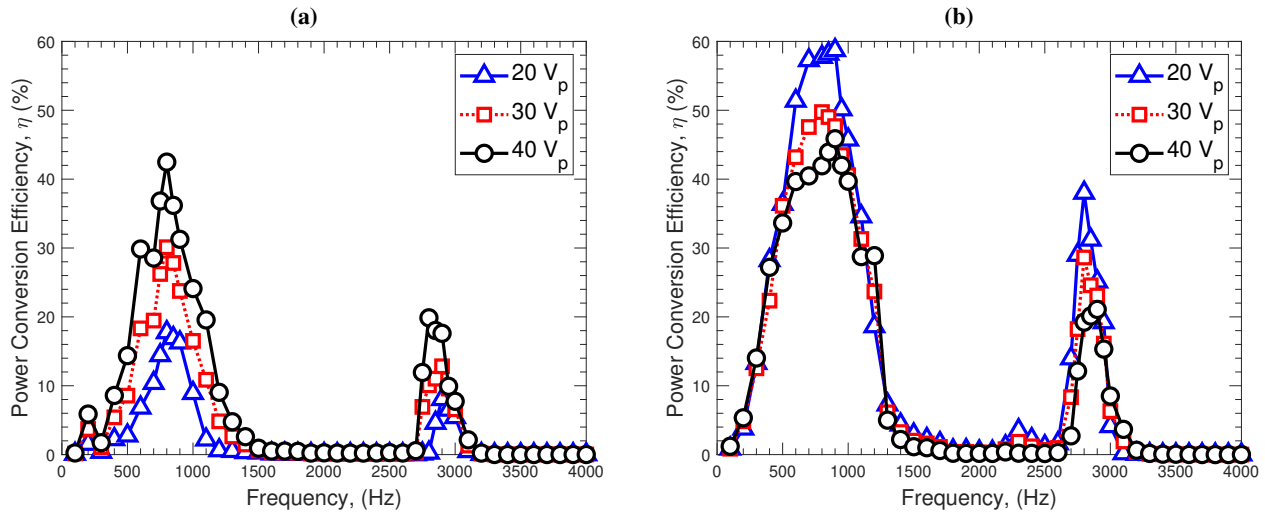 (a)
Power Conversion Efficiency, η (%)
60
50
40
30
20
10
0
0 500 1000 1500 2000 2500 3000 3500 4000
Frequency, (Hz)
20 Vp
30 Vp
40 Vp
(b)
Power Conversion Efficiency, η (%)
60
50
40
30
20
10
0
0 500 1000 1500 2000 2500 3000 3500 4000
Frequency, (Hz)
20 Vp
30 Vp
40 Vp